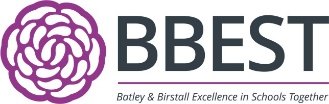 BBEST
Batley & Birstall Excellence in Schools Together